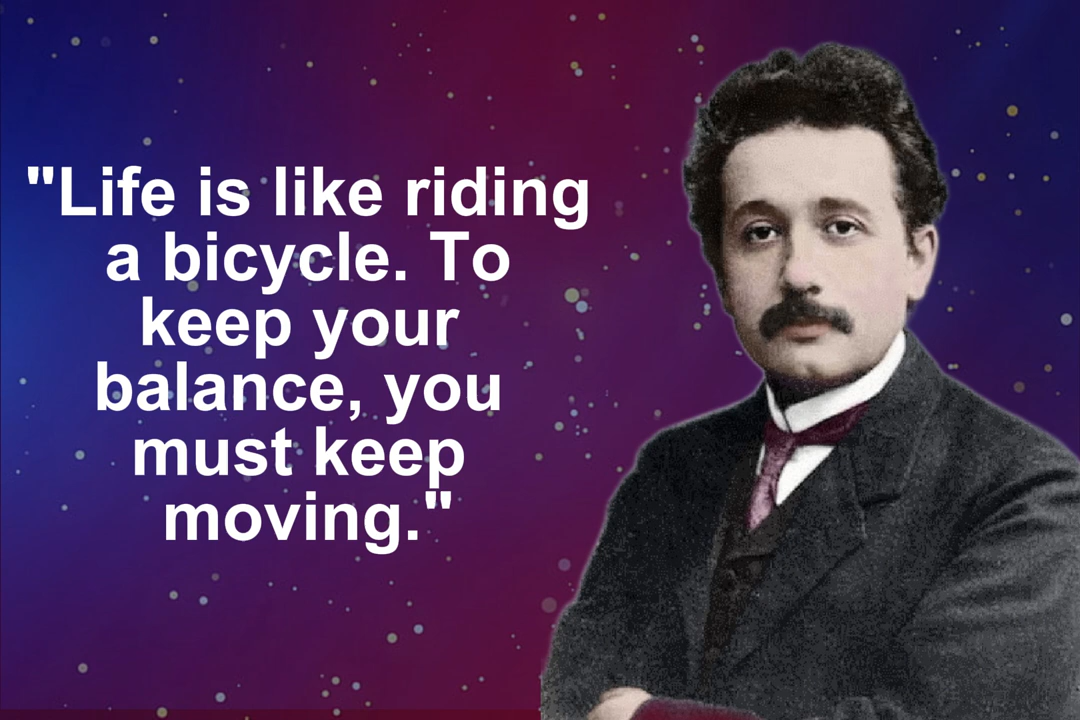 "Life is like riding
a bicycle. To
keep your
balance, you
must keep
moving."